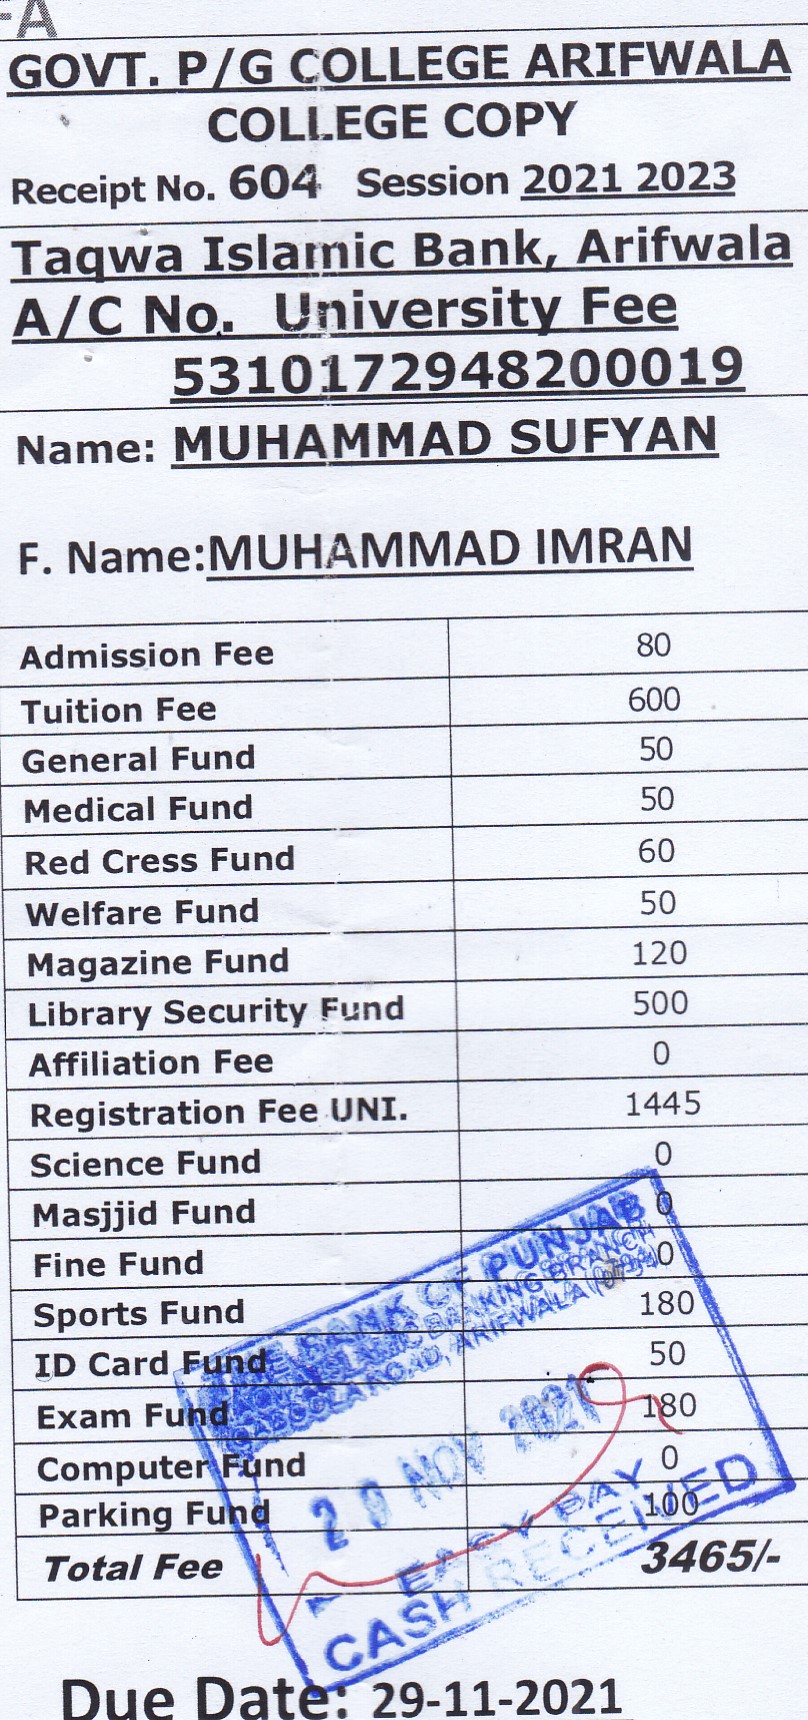 FA
GOVT. P/G COLLEGE ARIFWALA
COLLEGE COPY
Receipt No. 604 Session 2021 2023
Taqwa Islamic Bank, Arifwala
A/C No. University Fee
5310172948200019
Name: MUHAMMAD SUFYAN
F. Name:MUHAMMAD IMRAN
Admission Fee 80
Tuition Fee 600
General Fund 50
Medical Fund 50
Red Cress Fund 60
Welfare Fund 50
Magazine Fund 120
Library Security Fund 500
Affiliation Fee 0
Registration Fee UNI. 1445
Science Fund 0
Masjjid Fund 0
Fine Fund 0
Sports Fund 180
ID Card Fund 50
Exam Fund 180
Computer Fund 0
Parking Fund 100
Total Fee 3465/-
THE BANK OF PUNJAB
BANKING BRANCH
ROAD, ARIFWALA
NOV 2021
EASY PAY
CASH RECEIVED
Due Date: 29-11-2021